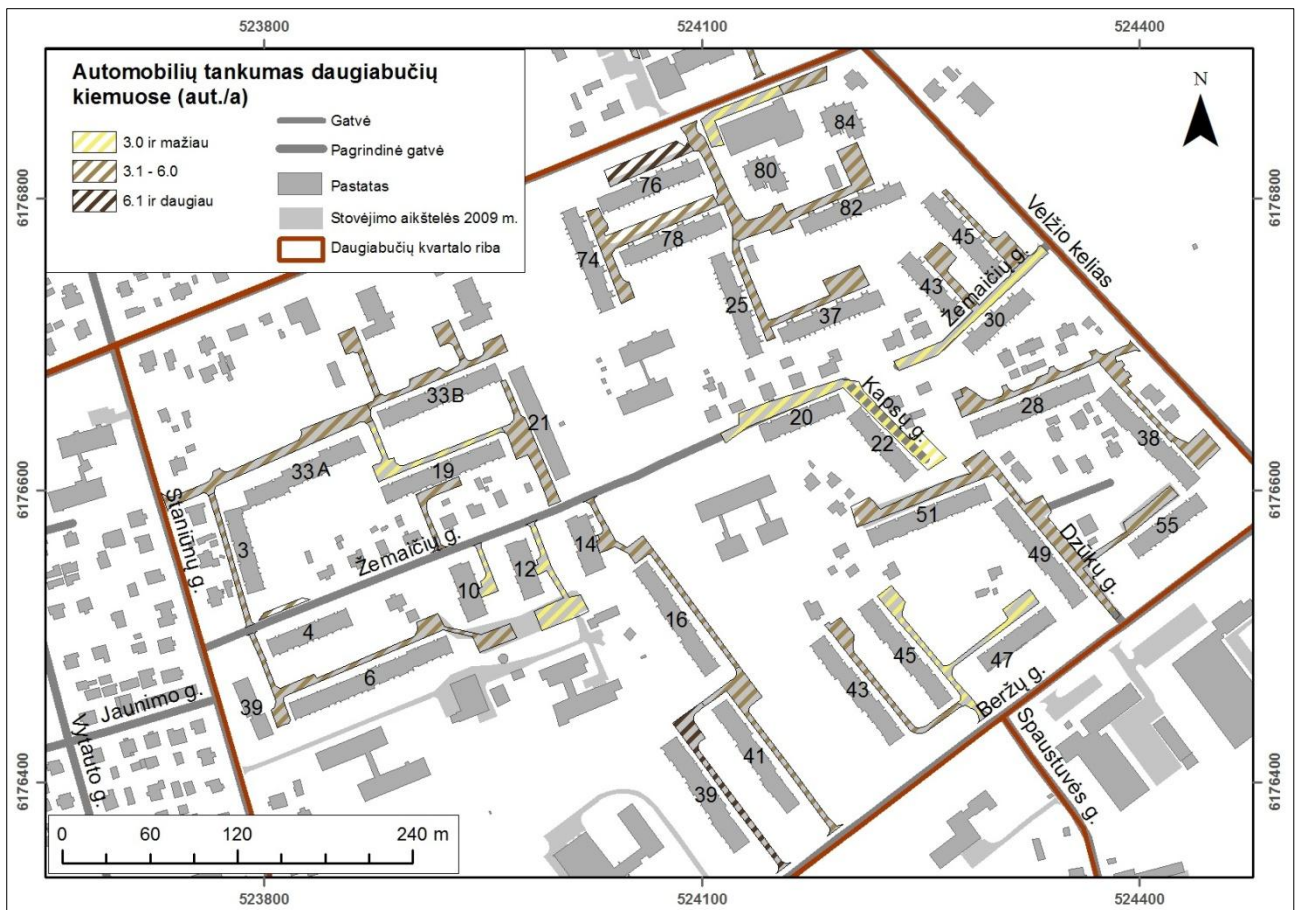 523800
524100
524400
Automobilių tankumas daugiabučių
kiemuose (aut./a)
3.0 ir mažiau
3.1 - 6.0
6.1 ir daugiau
Gatvė
Pagrindinė gatvė
Pastatas
Stovėjimo aikštelės 2009 m.
Daugiabučių kvartalo riba
N
6176800
6176800
84
80
76
82
78
74
45
Velžio kelias
43
Žemaičių g.
30
25
37
33B
21
20
Kapsų g.
22
28
38
33A
19
6176600
6176600
Staniūnų g.
3
Žemaičių g.
14
51
49
Dzūkų g.
55
10
12
4
16
6
45
47
43
39
Jaunimo g.
Vytauto g.
Beržų g.
Spaustuvės g.
41
39
6176400
6176400
0 60 120 240 m
523800
524100
524400